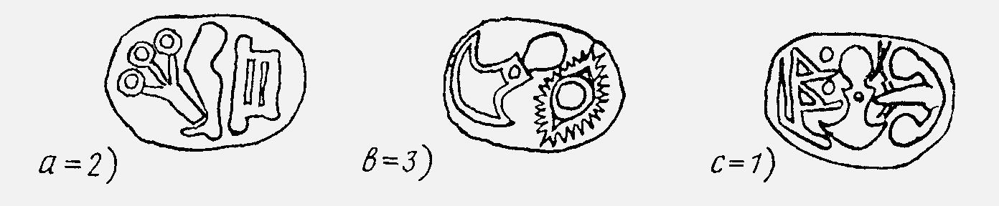 a=2)
в=3)
c=1)